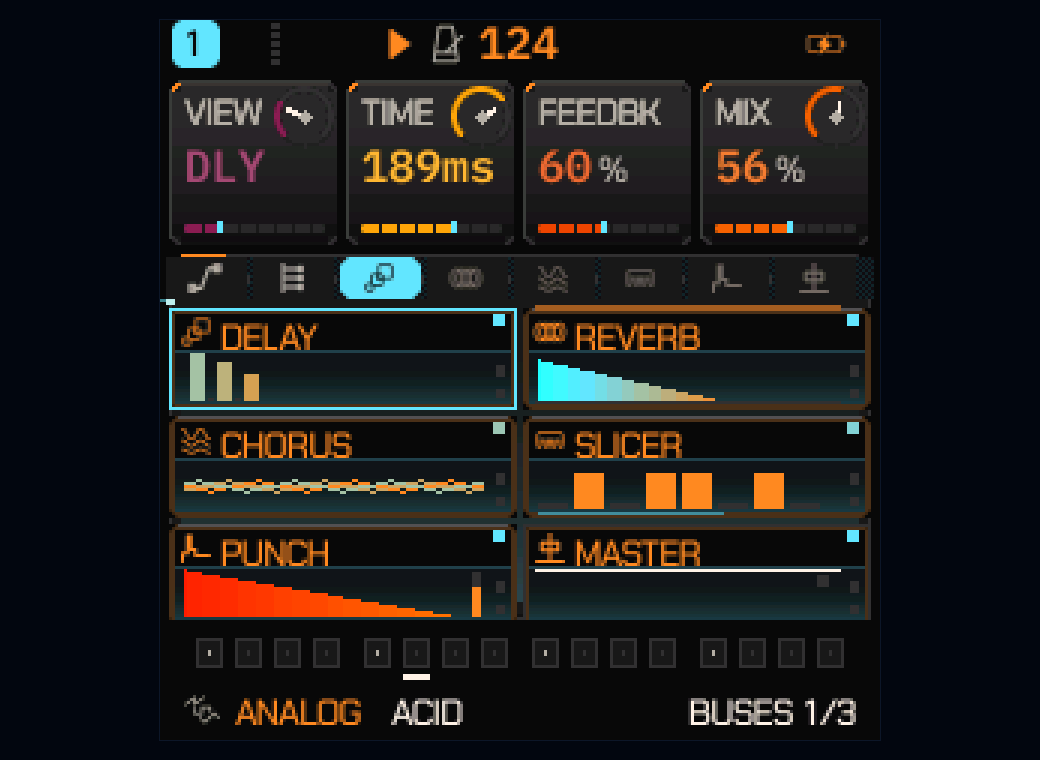 1 124
VIEW TIME FEEDBK MIX
DLY 189ms 60 % 56 %
DELAY REVERB
CHORUS SLICER
PUNCH MASTER
ANALOG ACID BUSES 1/3